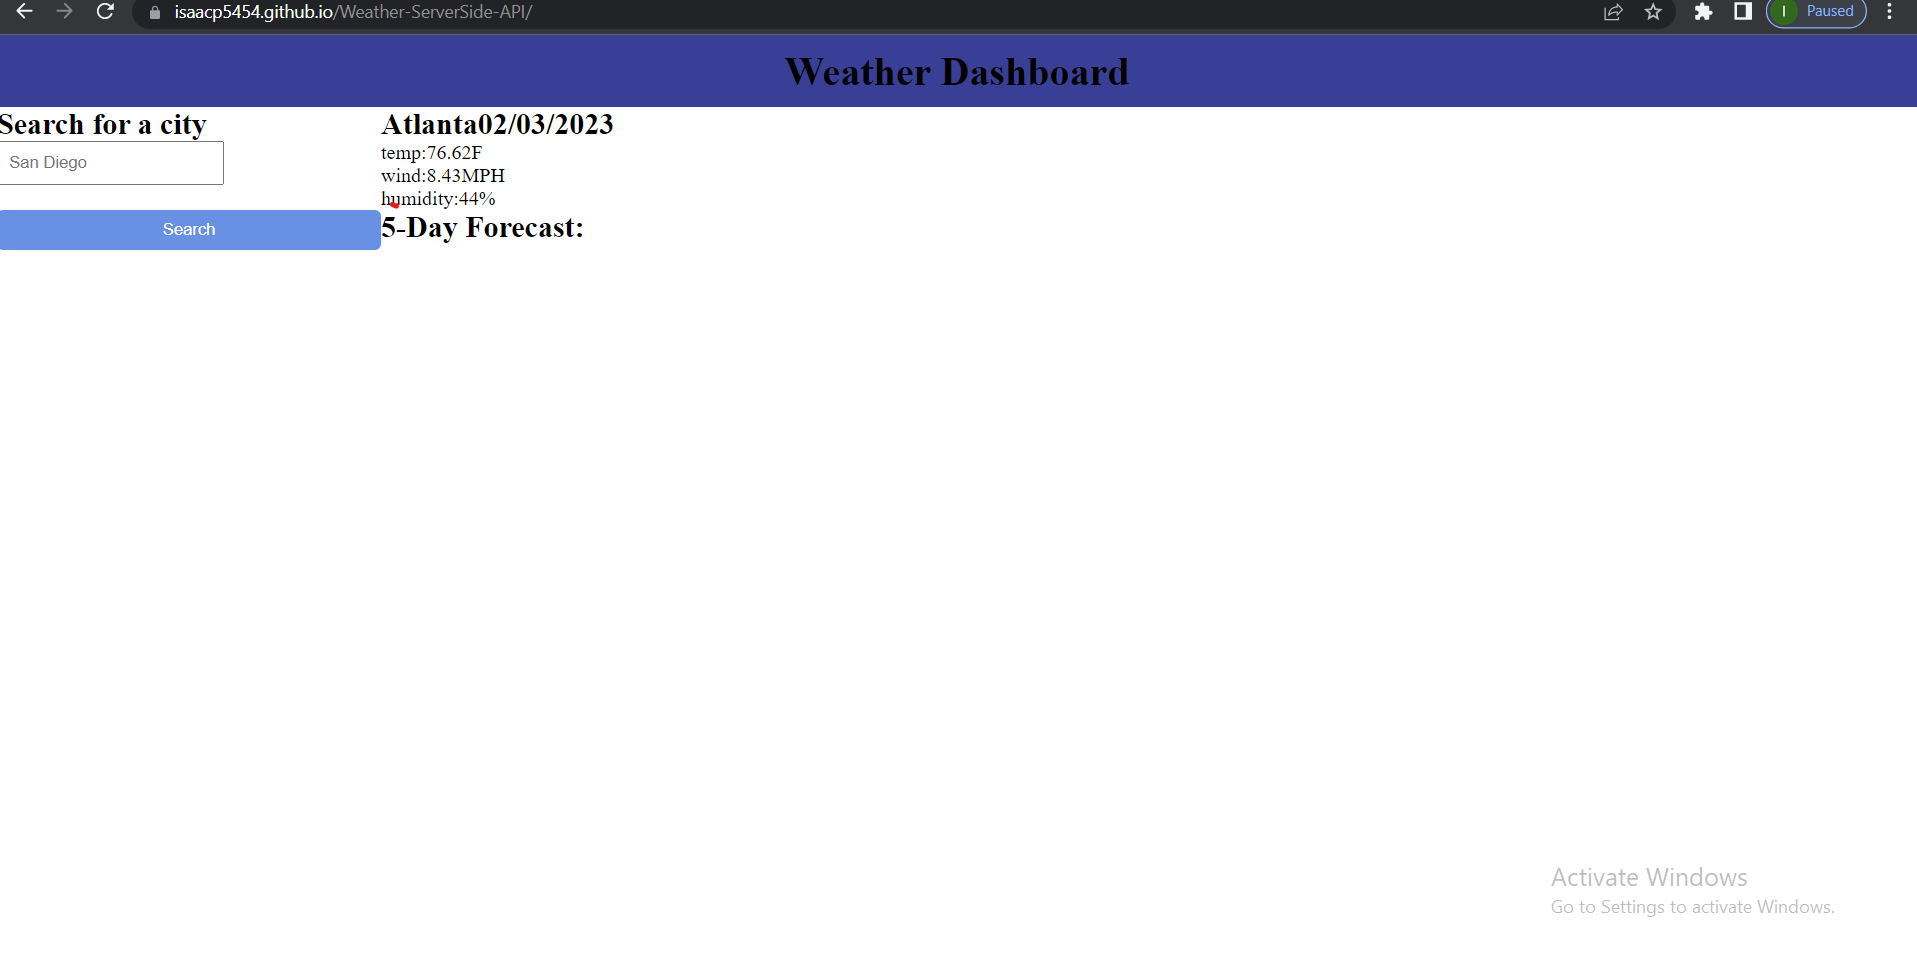 isaacp5454.github.io/Weather-ServerSide-API/
I
Paused
Weather Dashboard
Search for a city
San Diego
Search
Atlanta02/03/2023
temp:76.62F
wind:8.43MPH
humidity:44%
5-Day Forecast:
Activate Windows
Go to Settings to activate Windows.